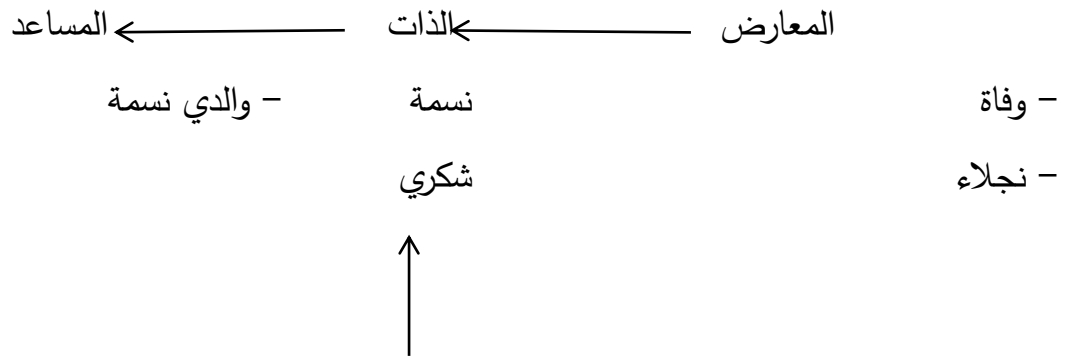 المعارض الذات المساعد
– وفاة نسمة – والدي نسمة
– نجلاء شكري